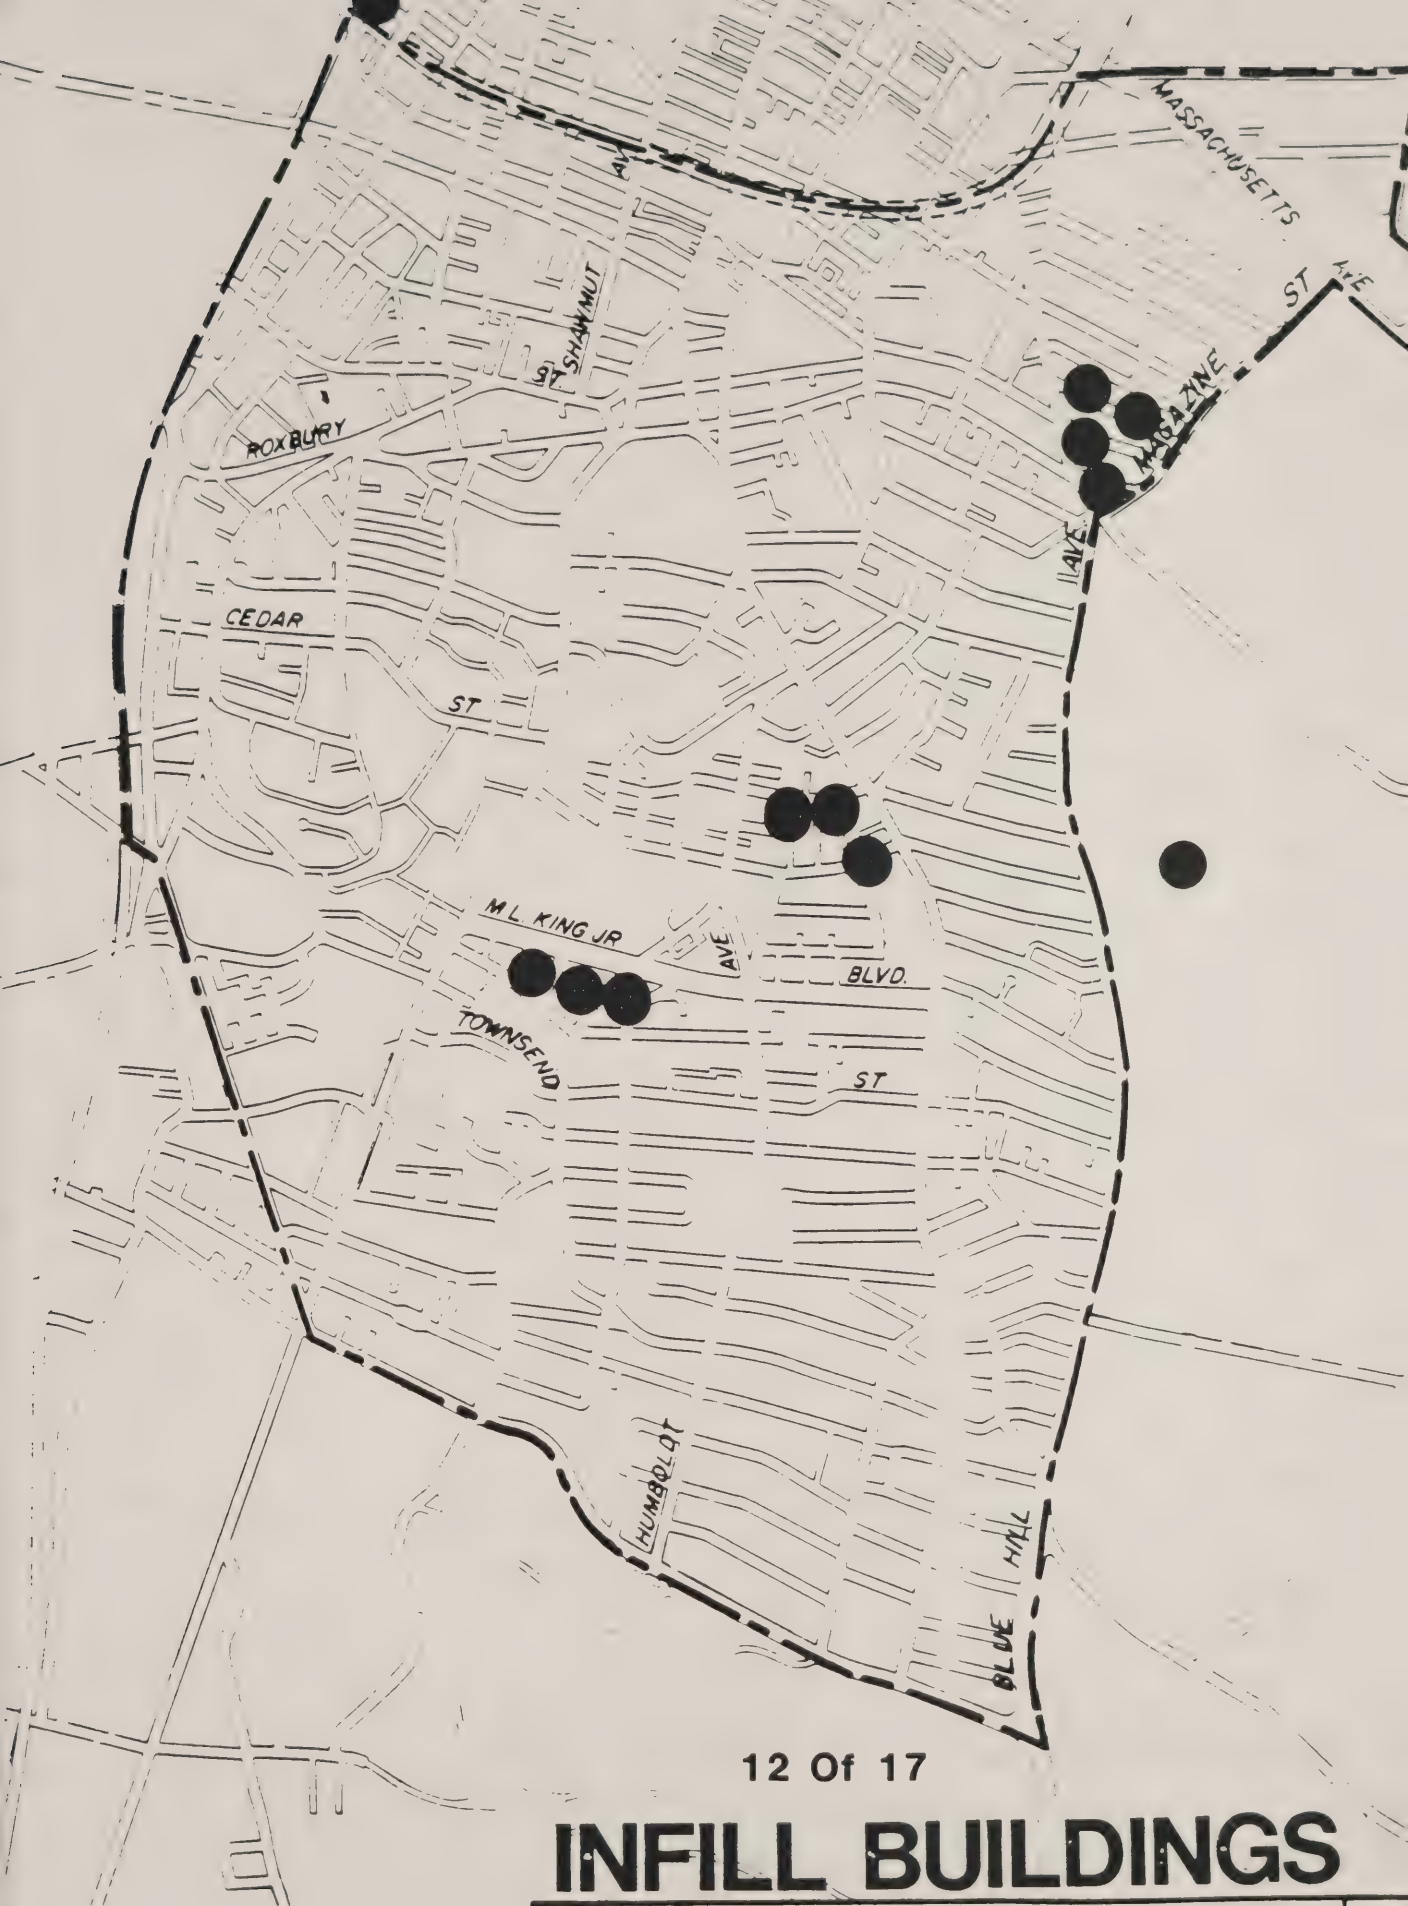 MASSACHUSETTS
AVE
AV
ST
SHAWMUT
ST
MAGAZINE
ROXBURY
AVE
CEDAR
ST
M L. KING JR
AVE
BLVD.
TOWNSEND
ST
HUMBOLDT
HILL
BLUE
12 Of 17
INFILL BUILDINGS